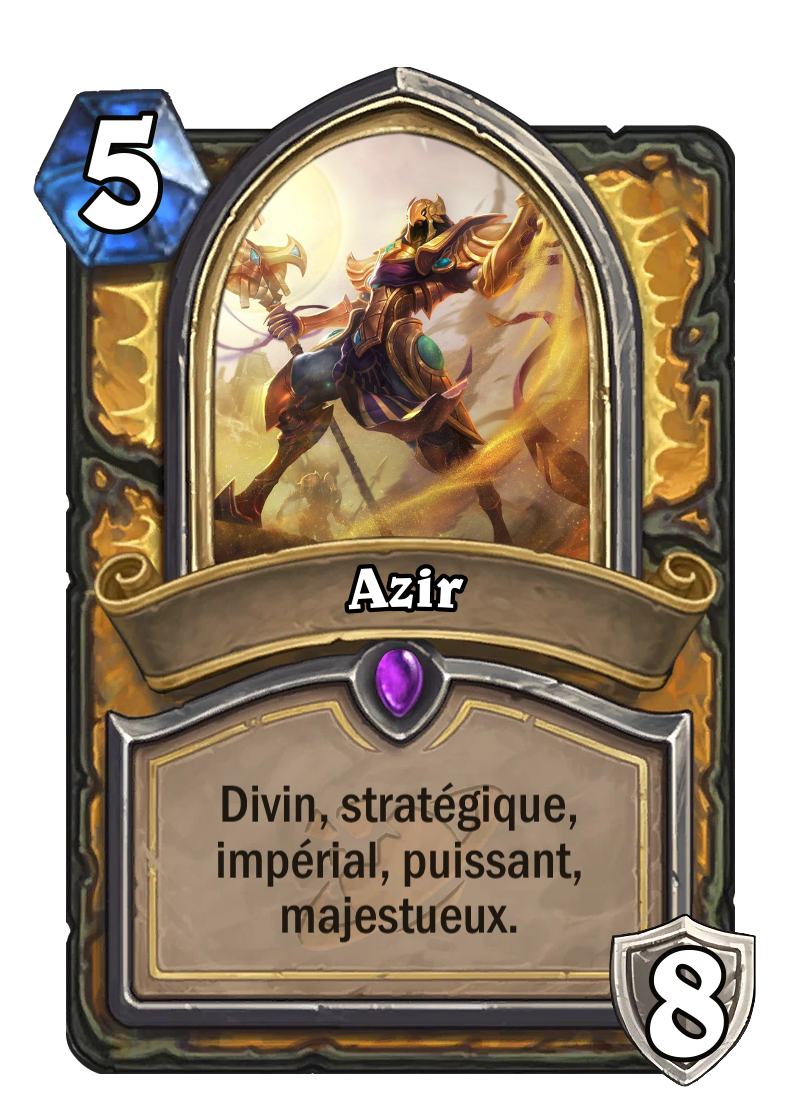 5
Azir
Divin, stratégique,
impérial, puissant,
majestueux.
8